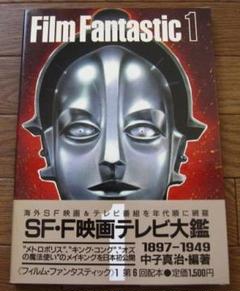 Film Fantastic 1
海外SF映画&テレビ番組を年代順に網羅
SF・F映画テレビ大鑑
1
"メトロポリス"、"キング・コング"、"オズ
の魔法使い"のメイキングを日本初公開
1897-1949
中子真治・編著
〈フィルム・ファンタスティック〉1 第6回配本●定価1,500円